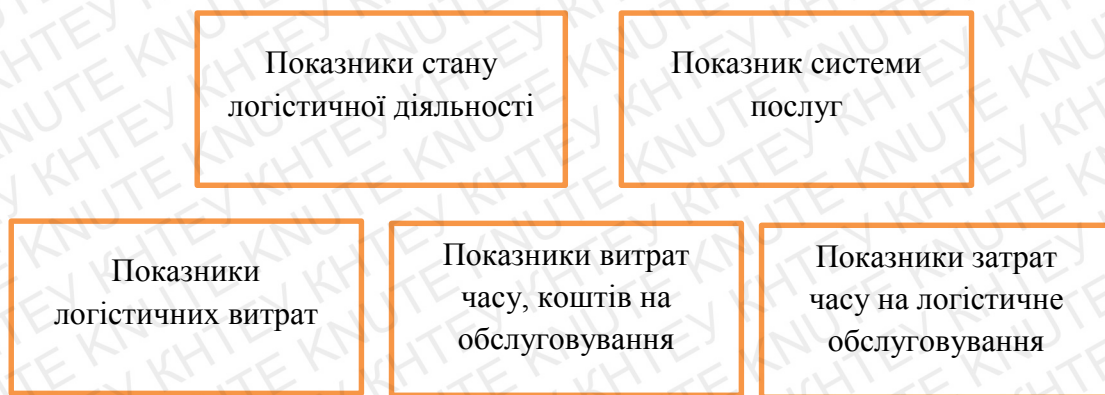 Показники стану
логістичної діяльності
Показник системи
послуг
Показники
логістичних витрат
Показники витрат
часу, коштів на
обслуговування
Показники затрат
часу на логістичне
обслуговування